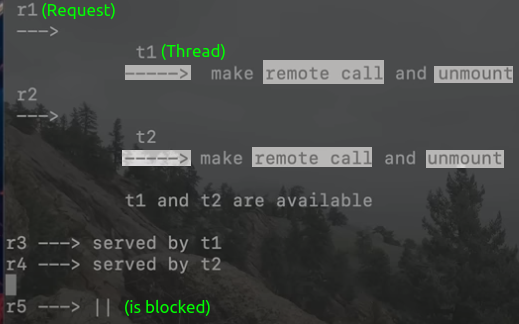 r1 (Request)
--->
t1 (Thread)
-----> make remote call and unmount
r2
--->
t2
-----> make remote call and unmount
t1 and t2 are available
r3 ---> served by t1
r4 ---> served by t2
r5 ---> || (is blocked)